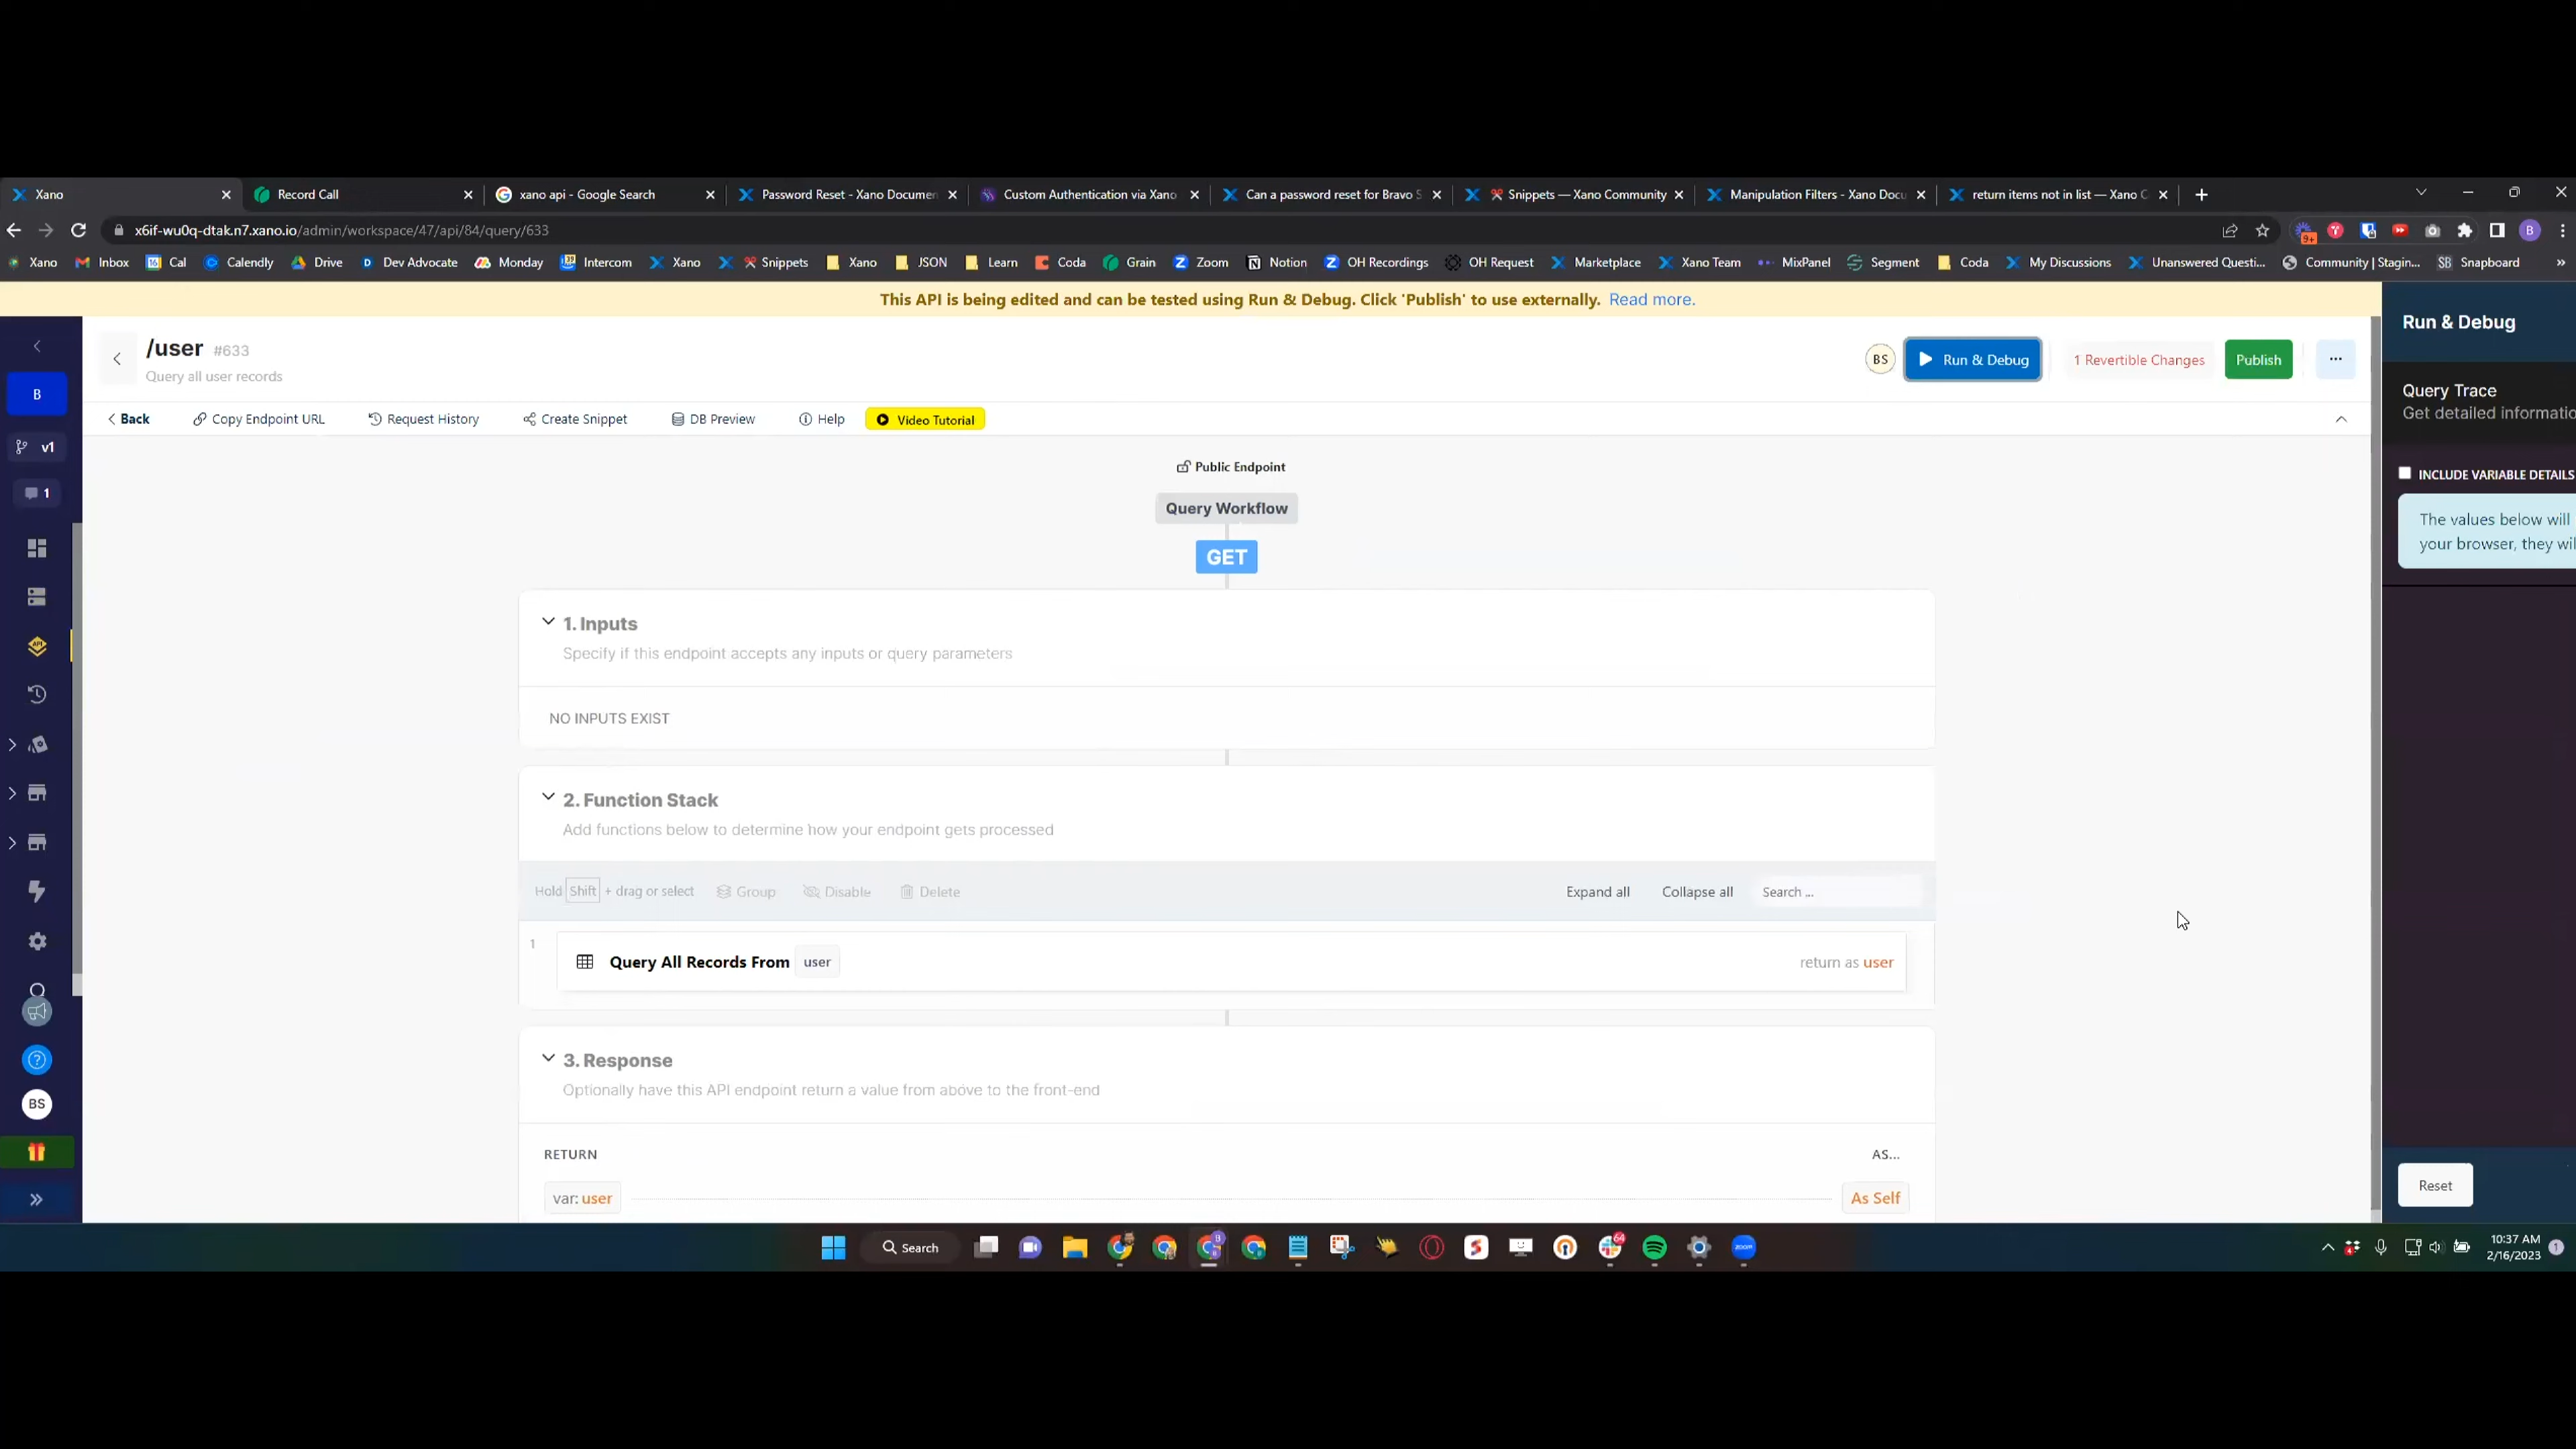 Xano
Record Call
xano api - Google Search
Password Reset - Xano Documen
Custom Authentication via Xano
Can a password reset for Bravo S
Snippets — Xano Community
Manipulation Filters - Xano Docu
return items not in list — Xano C
x6if-wu0q-dtak.n7.xano.io/admin/workspace/47/api/84/query/633
9+
B
Xano Inbox Cal Calendly Drive Dev Advocate Monday Intercom Xano Snippets Xano JSON Learn Coda Grain Zoom Notion OH Recordings OH Request Marketplace Xano Team MixPanel Segment Coda My Discussions Unanswered Questi... Community | Stagin... SB Snapboard »
This API is being edited and can be tested using Run & Debug. Click 'Publish' to use externally. Read more.
Run & Debug
/user #633
Query all user records
BS
Run & Debug
1 Revertible Changes
Publish
...
Query Trace
Get detailed informatio
B
Back
Copy Endpoint URL
Request History
Create Snippet
DB Preview
Help
Video Tutorial
v1
1
Public Endpoint
INCLUDE VARIABLE DETAILS
Query Workflow
The values below will
your browser, they wil
GET
1. Inputs
Specify if this endpoint accepts any inputs or query parameters
API
NO INPUTS EXIST
2. Function Stack
Add functions below to determine how your endpoint gets processed
Hold Shift + drag or select Group Disable Delete
Expand all Collapse all Search ...
1
Query All Records From user
return as user
3. Response
Optionally have this API endpoint return a value from above to the front-end
BS
RETURN
AS...
var: user
As Self
Reset
Search
64
zoom
10:37 AM
2/16/2023
1